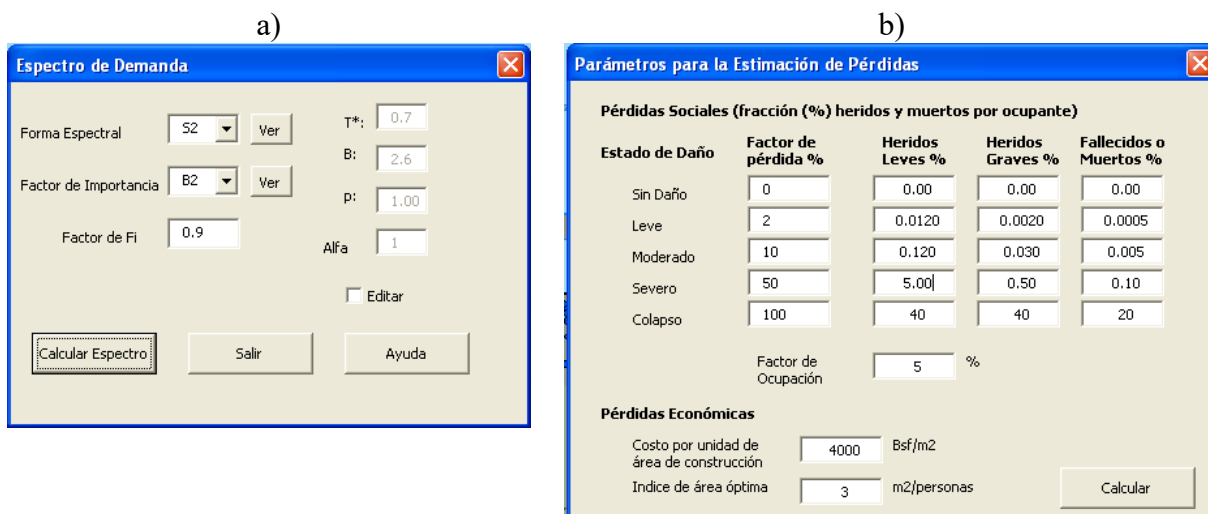 a)
Espectro de Demanda
Forma Espectral S2 Ver T*: 0.7
B: 2.6
Factor de Importancia B2 Ver
p: 1.00
Factor de Fi 0.9
Alfa 1
Editar
Calcular Espectro Salir Ayuda
b)
Parámetros para la Estimación de Pérdidas
Pérdidas Sociales (fracción (%) heridos y muertos por ocupante)
Estado de Daño Factor de pérdida % Heridos Leves % Heridos Graves % Fallecidos o Muertos %
Sin Daño 0 0.00 0.00 0.00
Leve 2 0.0120 0.0020 0.0005
Moderado 10 0.120 0.030 0.005
Severo 50 5.00 0.50 0.10
Colapso 100 40 40 20
Factor de Ocupación 5 %
Pérdidas Económicas
Costo por unidad de área de construcción 4000 Bsf/m2
Indice de área óptima 3 m2/personas
Calcular